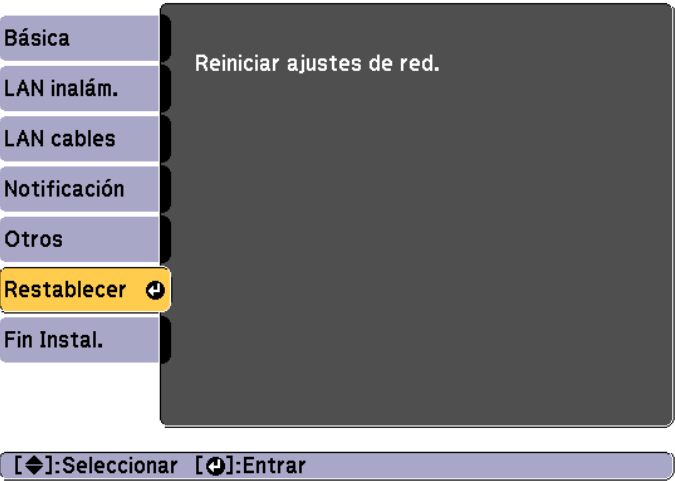 Básica
LAN inalám.
LAN cables
Notificación
Otros
Restablecer
Fin Instal.
Reiniciar ajustes de red.
[◆]:Seleccionar [⏎]:Entrar